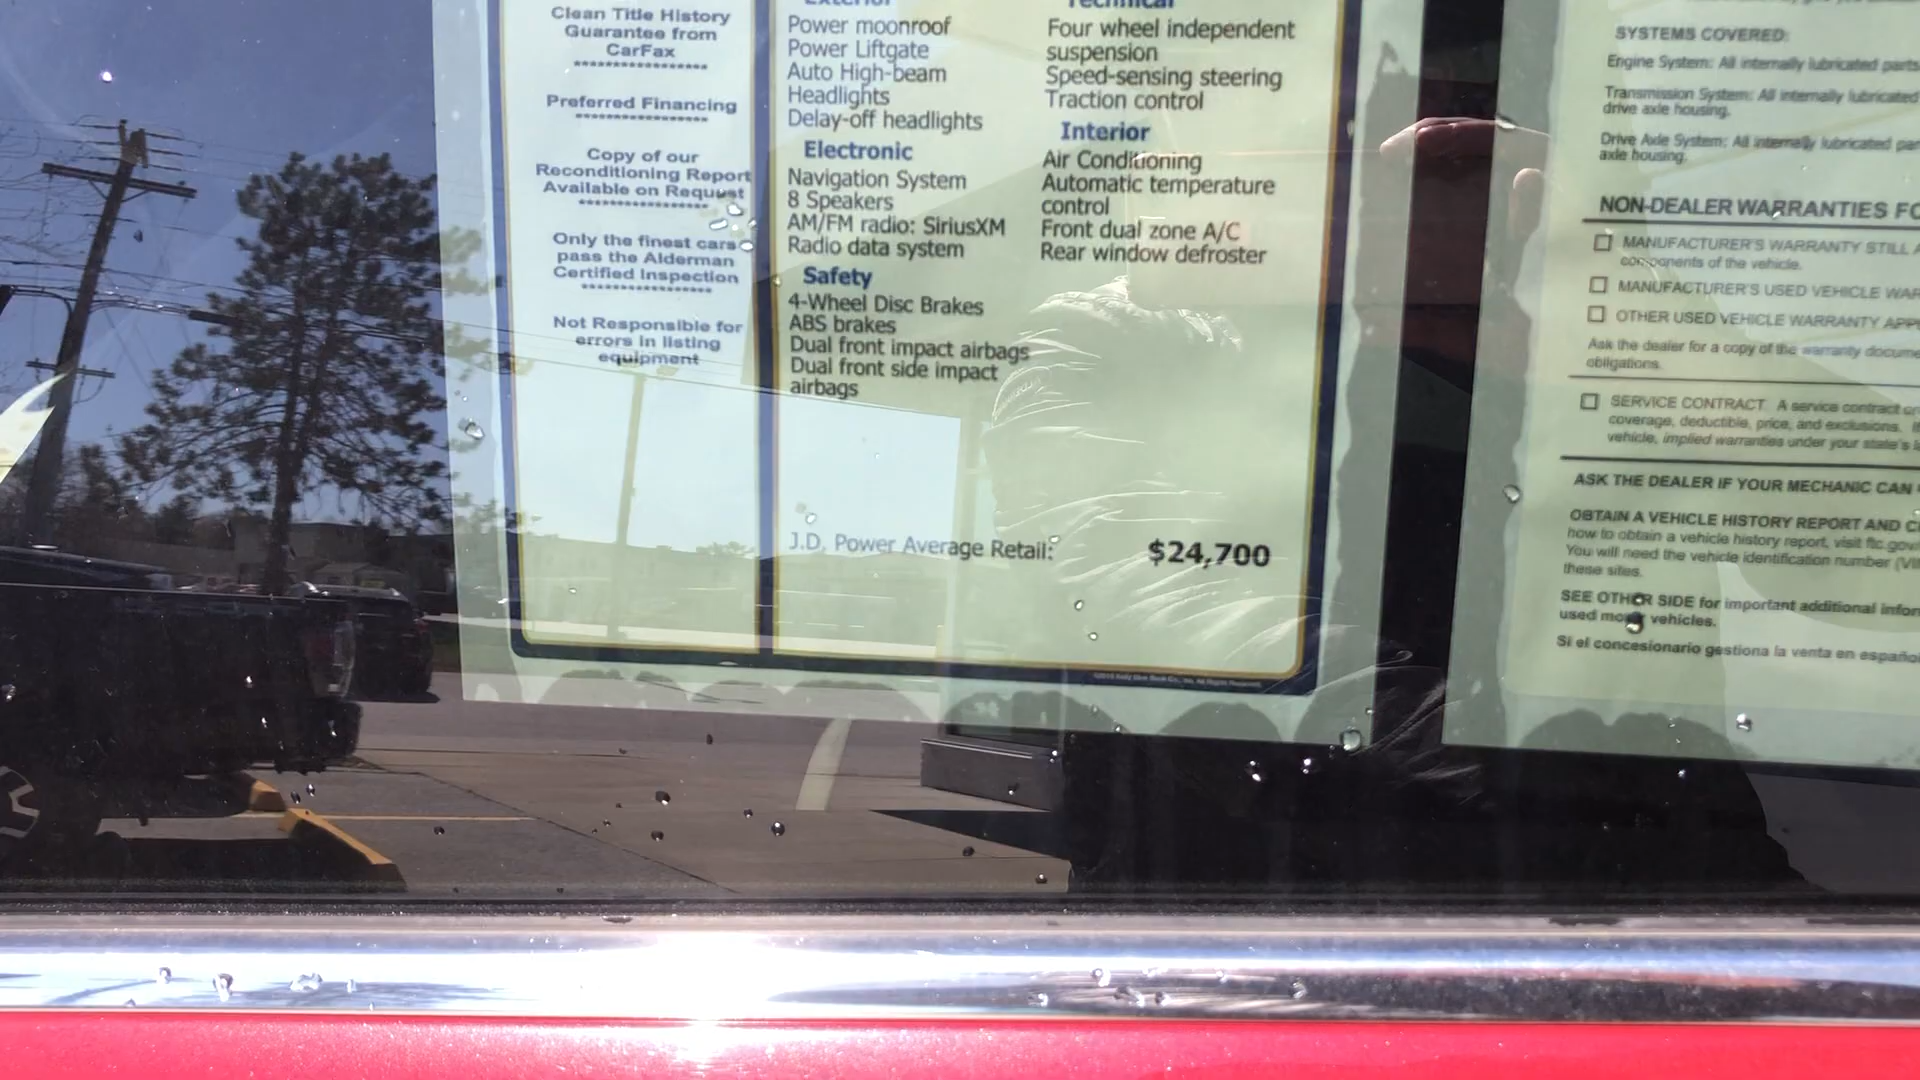 Clean Title History
Guarantee from
CarFax
*****************
Preferred Financing
*****************
Copy of our
Reconditioning Report
Available on Request
*****************
Only the finest cars
pass the Alderman
Certified Inspection
*****************
Not Responsible for
errors in listing
equipment
Exterior
Power moonroof
Power Liftgate
Auto High-beam
Headlights
Delay-off headlights
Electronic
Navigation System
8 Speakers
AM/FM radio: SiriusXM
Radio data system
Safety
4-Wheel Disc Brakes
ABS brakes
Dual front impact airbags
Dual front side impact
airbags
Technical
Four wheel independent
suspension
Speed-sensing steering
Traction control
Interior
Air Conditioning
Automatic temperature
control
Front dual zone A/C
Rear window defroster
J.D. Power Average Retail: $24,700
SYSTEMS COVERED:
Engine System: All internally lubricated parts
Transmission System: All internally lubricated
drive axle housing.
Drive Axle System: All internally lubricated
axle housing.
NON-DEALER WARRANTIES
MANUFACTURER'S WARRANTY STILL
components of the vehicle.
MANUFACTURER'S USED VEHICLE
OTHER USED VEHICLE WARRANTY
Ask the dealer for a copy of the warranty
obligations.
SERVICE CONTRACT. A service contract
coverage, deductible, price, and exclusions.
vehicle, implied warranties under your state's
ASK THE DEALER IF YOUR MECHANIC CAN
OBTAIN A VEHICLE HISTORY REPORT AND
how to obtain a vehicle history report, visit ftc.gov
You will need the vehicle identification number
these sites.
SEE OTHER SIDE for important additional
used motor vehicles.
Si el concesionario gestiona la venta en español